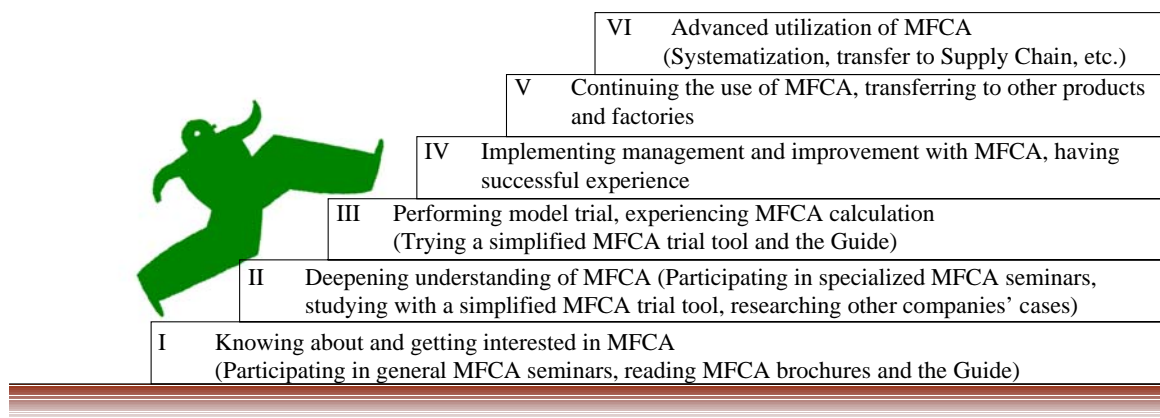 VI Advanced utilization of MFCA
(Systematization, transfer to Supply Chain, etc.)
V Continuing the use of MFCA, transferring to other products
and factories
IV Implementing management and improvement with MFCA, having
successful experience
III Performing model trial, experiencing MFCA calculation
(Trying a simplified MFCA trial tool and the Guide)
II Deepening understanding of MFCA (Participating in specialized MFCA seminars,
studying with a simplified MFCA trial tool, researching other companies’ cases)
I Knowing about and getting interested in MFCA
(Participating in general MFCA seminars, reading MFCA brochures and the Guide)